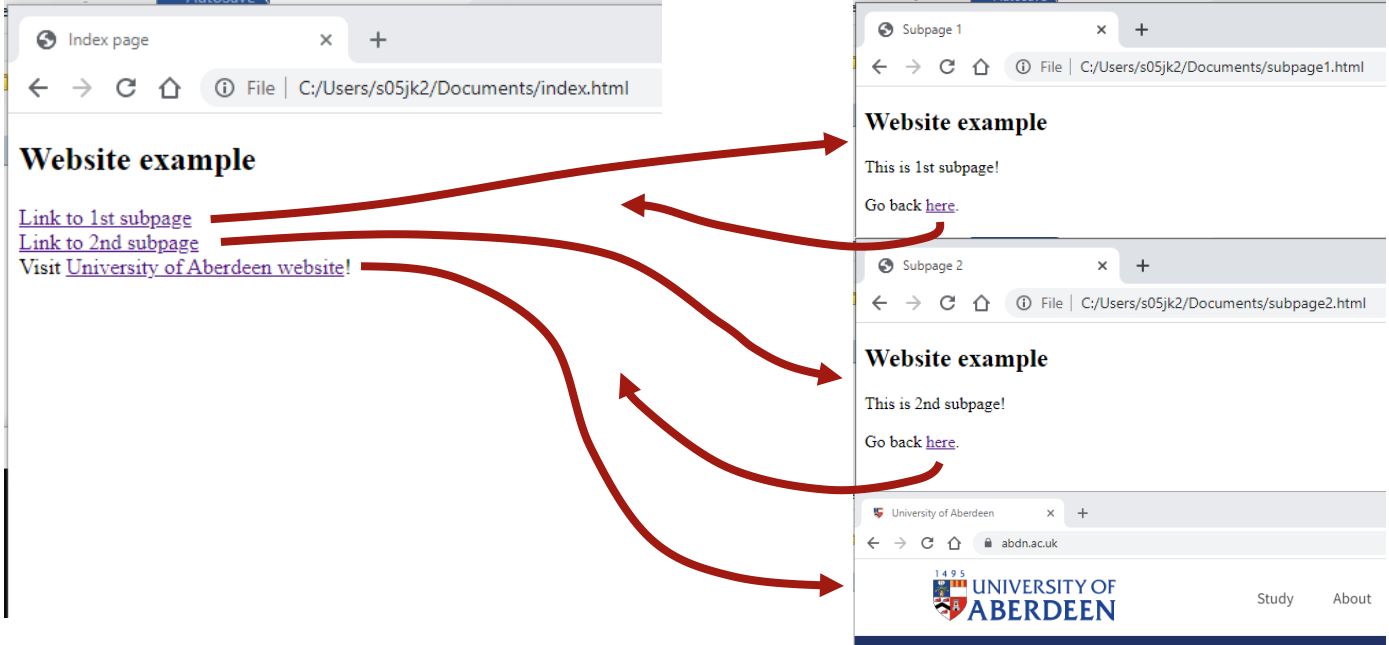 Autosave
Index page
File | C:/Users/s05jk2/Documents/index.html
Website example
Link to 1st subpage
Link to 2nd subpage
Visit University of Aberdeen website!
Subpage 1
File | C:/Users/s05jk2/Documents/subpage1.html
Website example
This is 1st subpage!
Go back here.
Subpage 2
File | C:/Users/s05jk2/Documents/subpage2.html
Website example
This is 2nd subpage!
Go back here.
University of Aberdeen
abdn.ac.uk
1495
UNIVERSITY OF
ABERDEEN
Study About